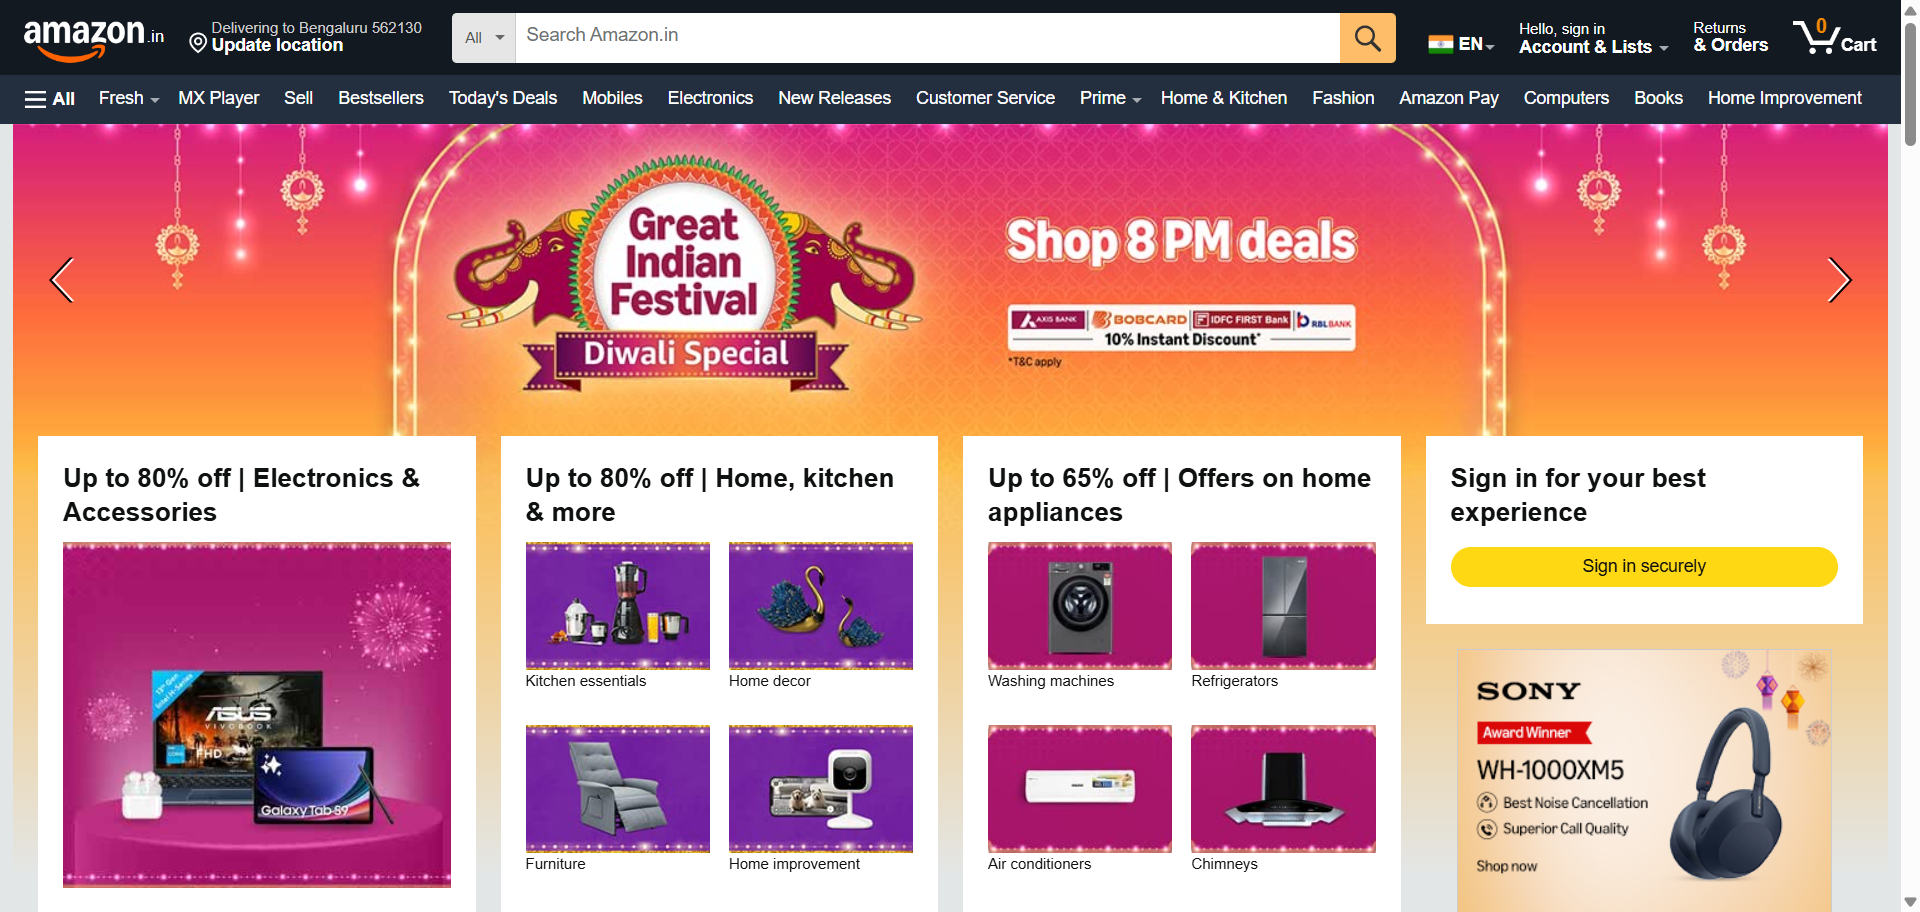 amazon.in
Delivering to Bengaluru 562130
Update location
All
Search Amazon.in
EN
Hello, sign in
Account & Lists
Returns
& Orders
0
Cart
All
Fresh
MX Player
Sell
Bestsellers
Today's Deals
Mobiles
Electronics
New Releases
Customer Service
Prime
Home & Kitchen
Fashion
Amazon Pay
Computers
Books
Home Improvement
Great
Indian
Festival
Diwali Special
Shop 8 PM deals
AXIS BANK
BOBCARD
IDFC FIRST Bank
RBLBANK
10% Instant Discount*
*T&C apply
Up to 80% off | Electronics &
Accessories
13th Gen
Intel H-Series
ASUS
VIVOBOOK
FHD
Galaxy Tab S9
Up to 80% off | Home, kitchen
& more
Kitchen essentials
Home decor
Furniture
Home improvement
Up to 65% off | Offers on home
appliances
Washing machines
Refrigerators
Air conditioners
Chimneys
Sign in for your best
experience
Sign in securely
SONY
Award Winner
WH-1000XM5
Best Noise Cancellation
Superior Call Quality
Shop now